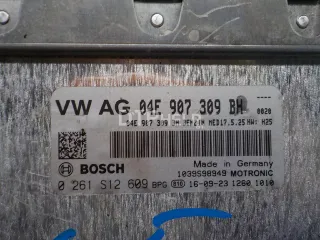 VW AG 04E 907 309 BH ----
0020
04E 907 309 BH BENZIN MED17.5.25 HW: H25
BOSCH
Made in Germany
1039S98949 MOTRONIC
0 261 S12 609 BPG 16-09-23 1260 1010